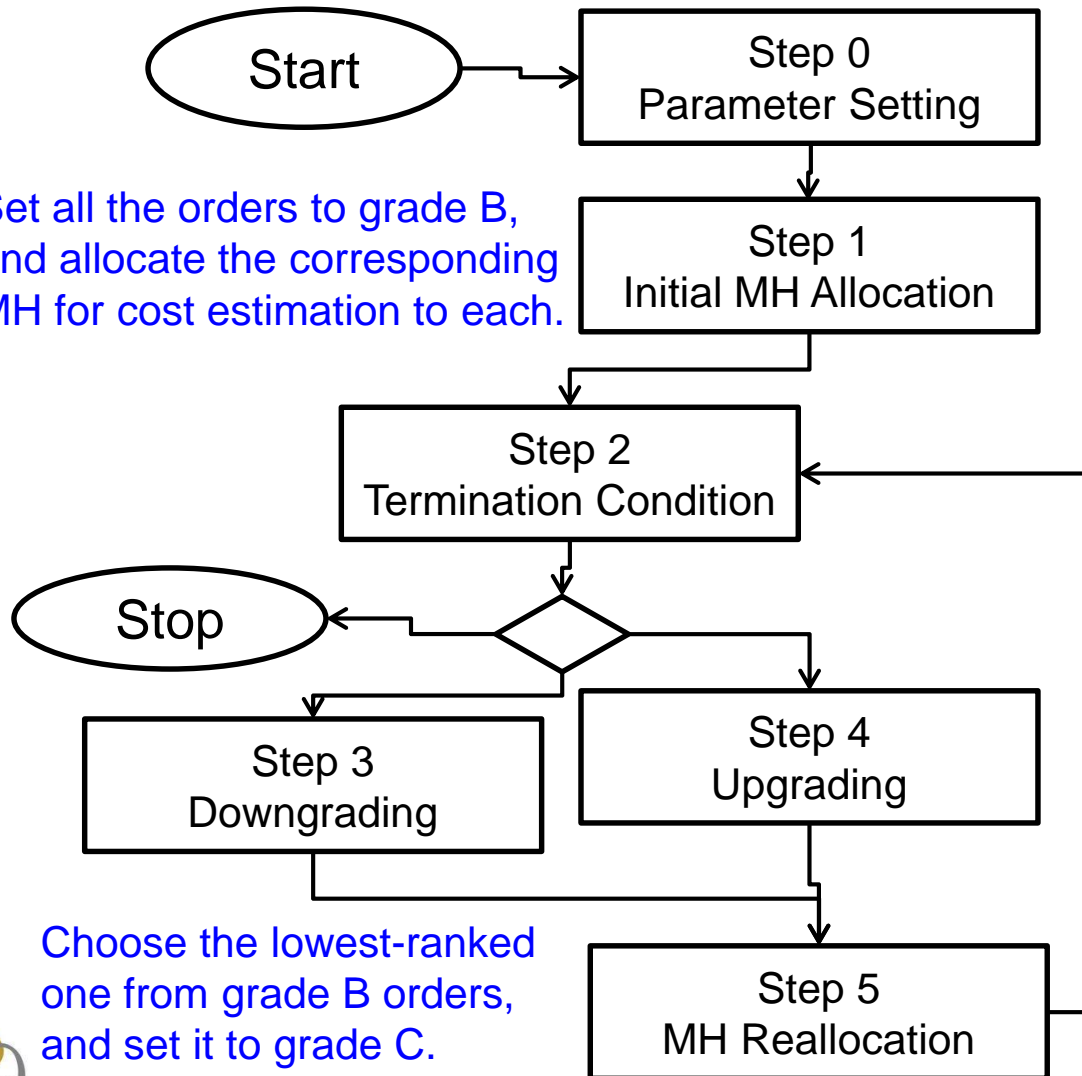 Start
Step 0
Parameter Setting
Set all the orders to grade B,
and allocate the corresponding
MH for cost estimation to each.
Step 1
Initial MH Allocation
Step 2
Termination Condition
Stop
Step 3
Downgrading
Step 4
Upgrading
Choose the lowest-ranked
one from grade B orders,
and set it to grade C.
Step 5
MH Reallocation